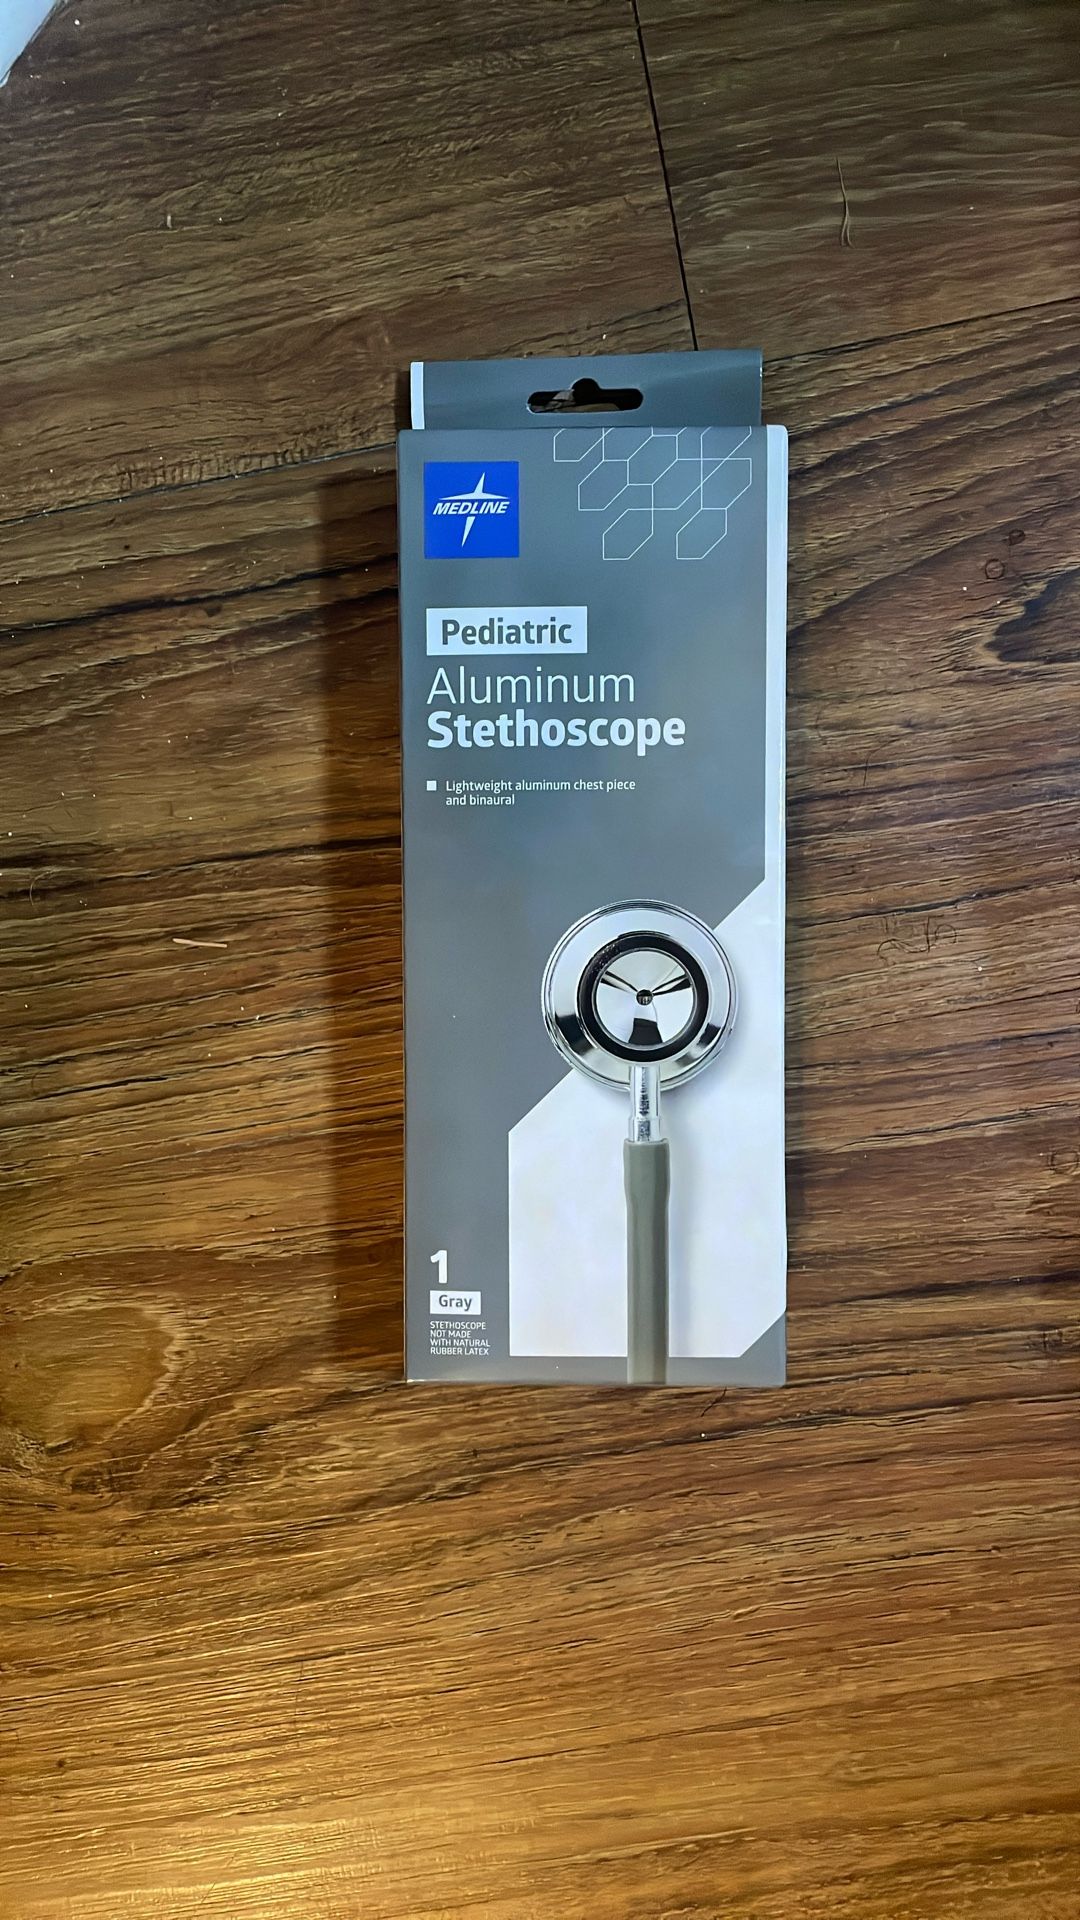 MEDLINE
Pediatric
Aluminum
Stethoscope
Lightweight aluminum chest piece
and binaural
1
Gray
STETHOSCOPE
NOT MADE
WITH NATURAL
RUBBER LATEX